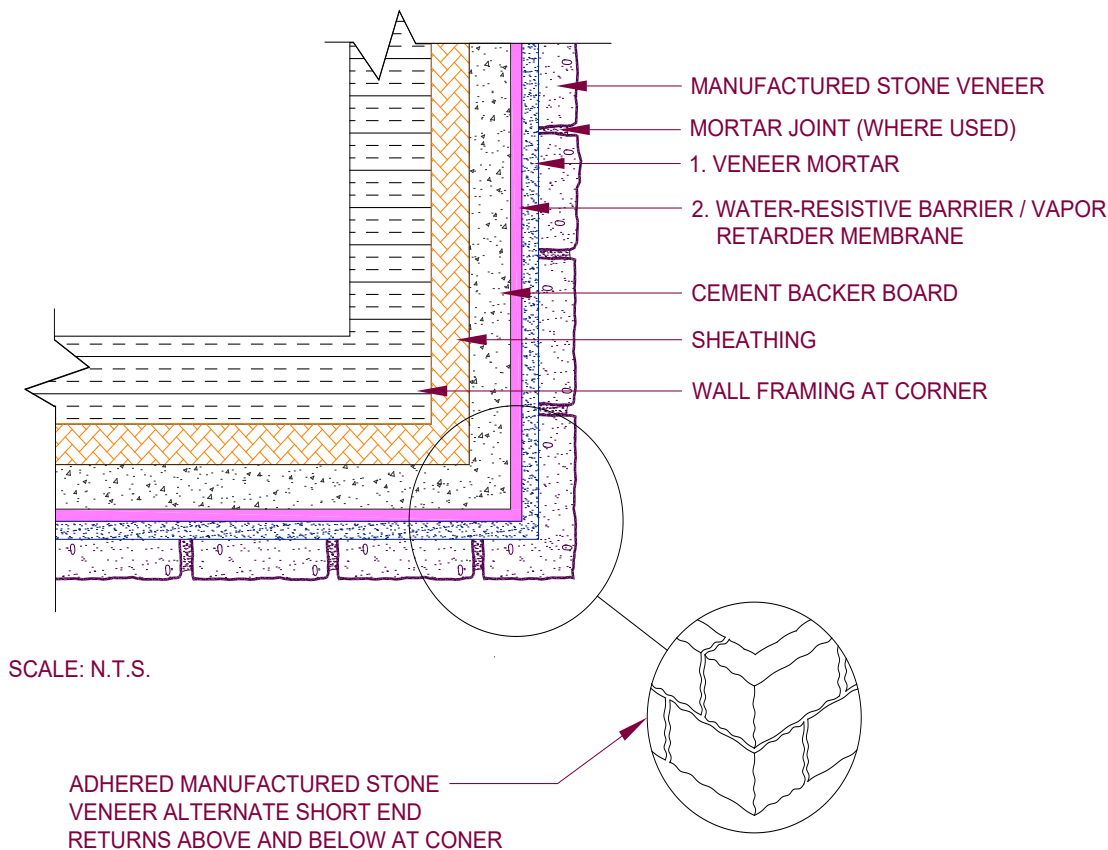 MANUFACTURED STONE VENEER
MORTAR JOINT (WHERE USED)
1. VENEER MORTAR
2. WATER-RESISTIVE BARRIER / VAPOR
RETARDER MEMBRANE
CEMENT BACKER BOARD
SHEATHING
WALL FRAMING AT CORNER
SCALE: N.T.S.
ADHERED MANUFACTURED STONE
VENEER ALTERNATE SHORT END
RETURNS ABOVE AND BELOW AT CONER